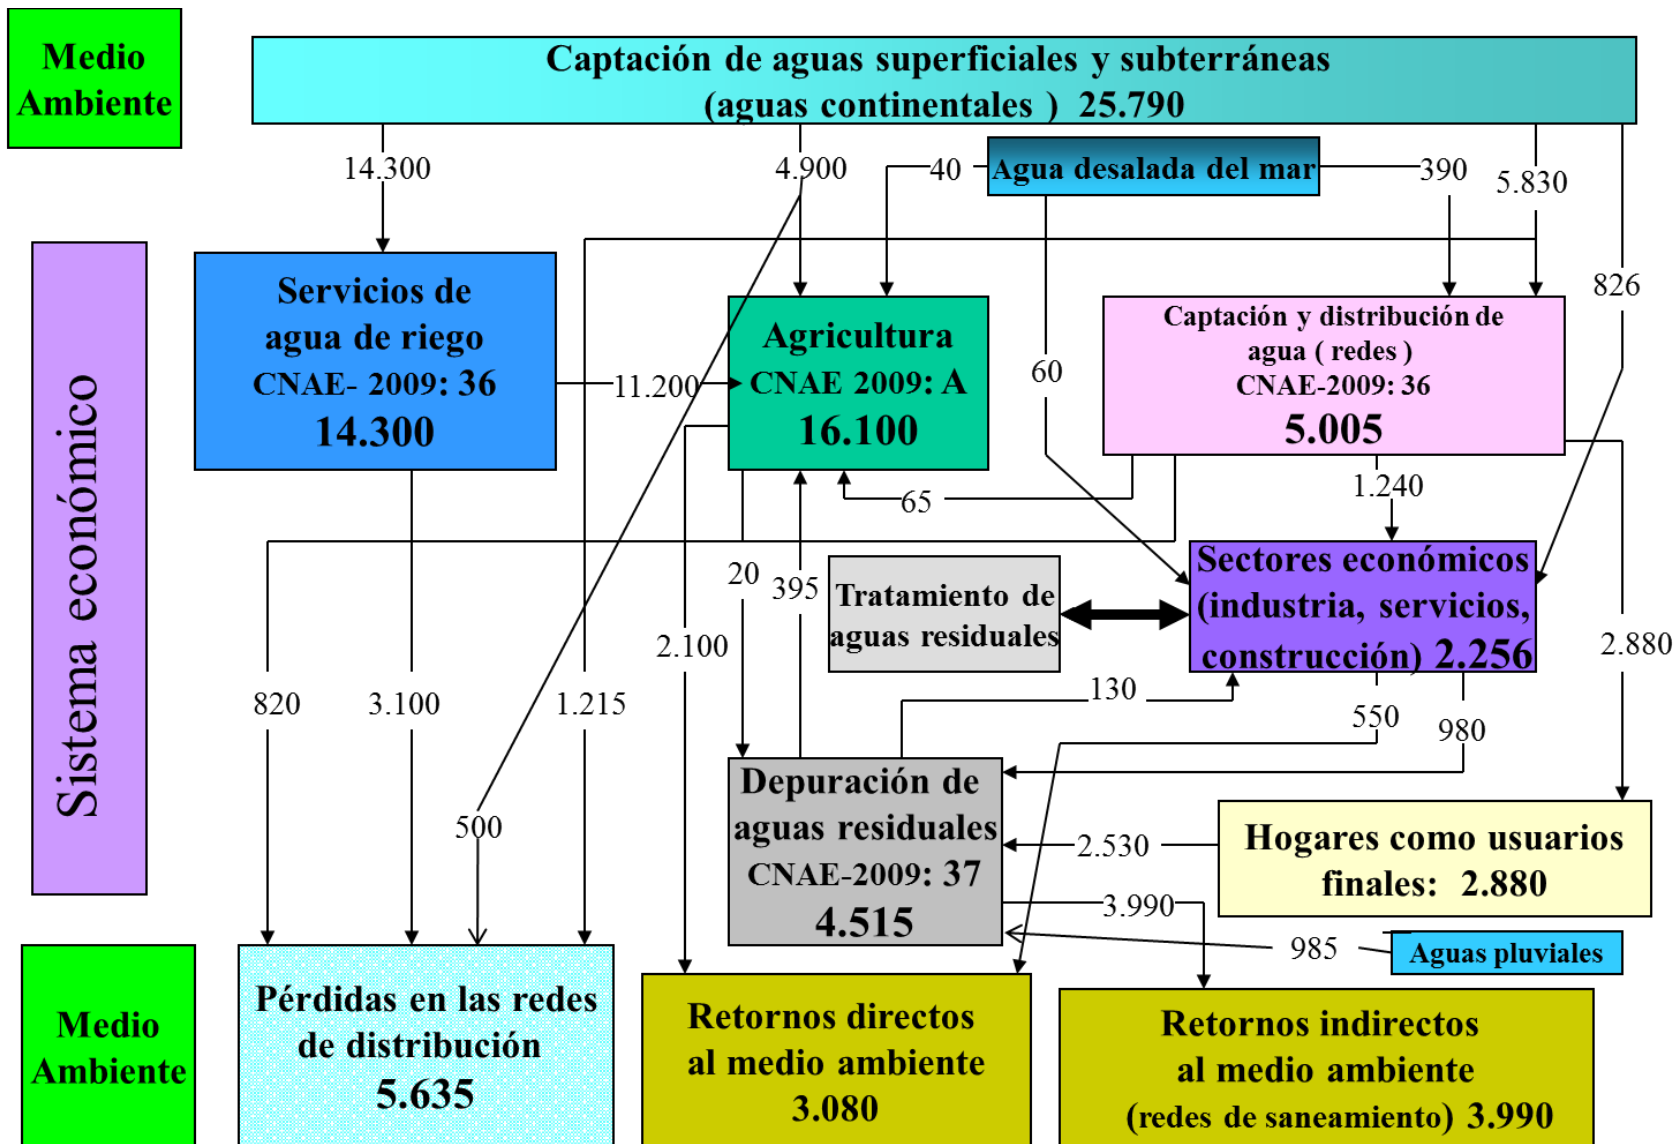 Medio
Ambiente
Captación de aguas superficiales y subterráneas
(aguas continentales ) 25.790
14.300
4.900
40
Agua desalada del mar
390
5.830
826
Sistema económico
Servicios de
agua de riego
CNAE- 2009: 36
14.300
11.200
Agricultura
CNAE 2009: A
16.100
60
Captación y distribución de
agua ( redes )
CNAE-2009: 36
5.005
65
1.240
20
395
Tratamiento de
aguas residuales
Sectores económicos
(industria, servicios,
construcción) 2.256
2.880
2.100
820
3.100
1.215
130
550
980
500
Depuración de
aguas residuales
CNAE-2009: 37
4.515
2.530
Hogares como usuarios
finales: 2.880
3.990
985
Aguas pluviales
Medio
Ambiente
Pérdidas en las redes
de distribución
5.635
Retornos directos
al medio ambiente
3.080
Retornos indirectos
al medio ambiente
(redes de saneamiento) 3.990